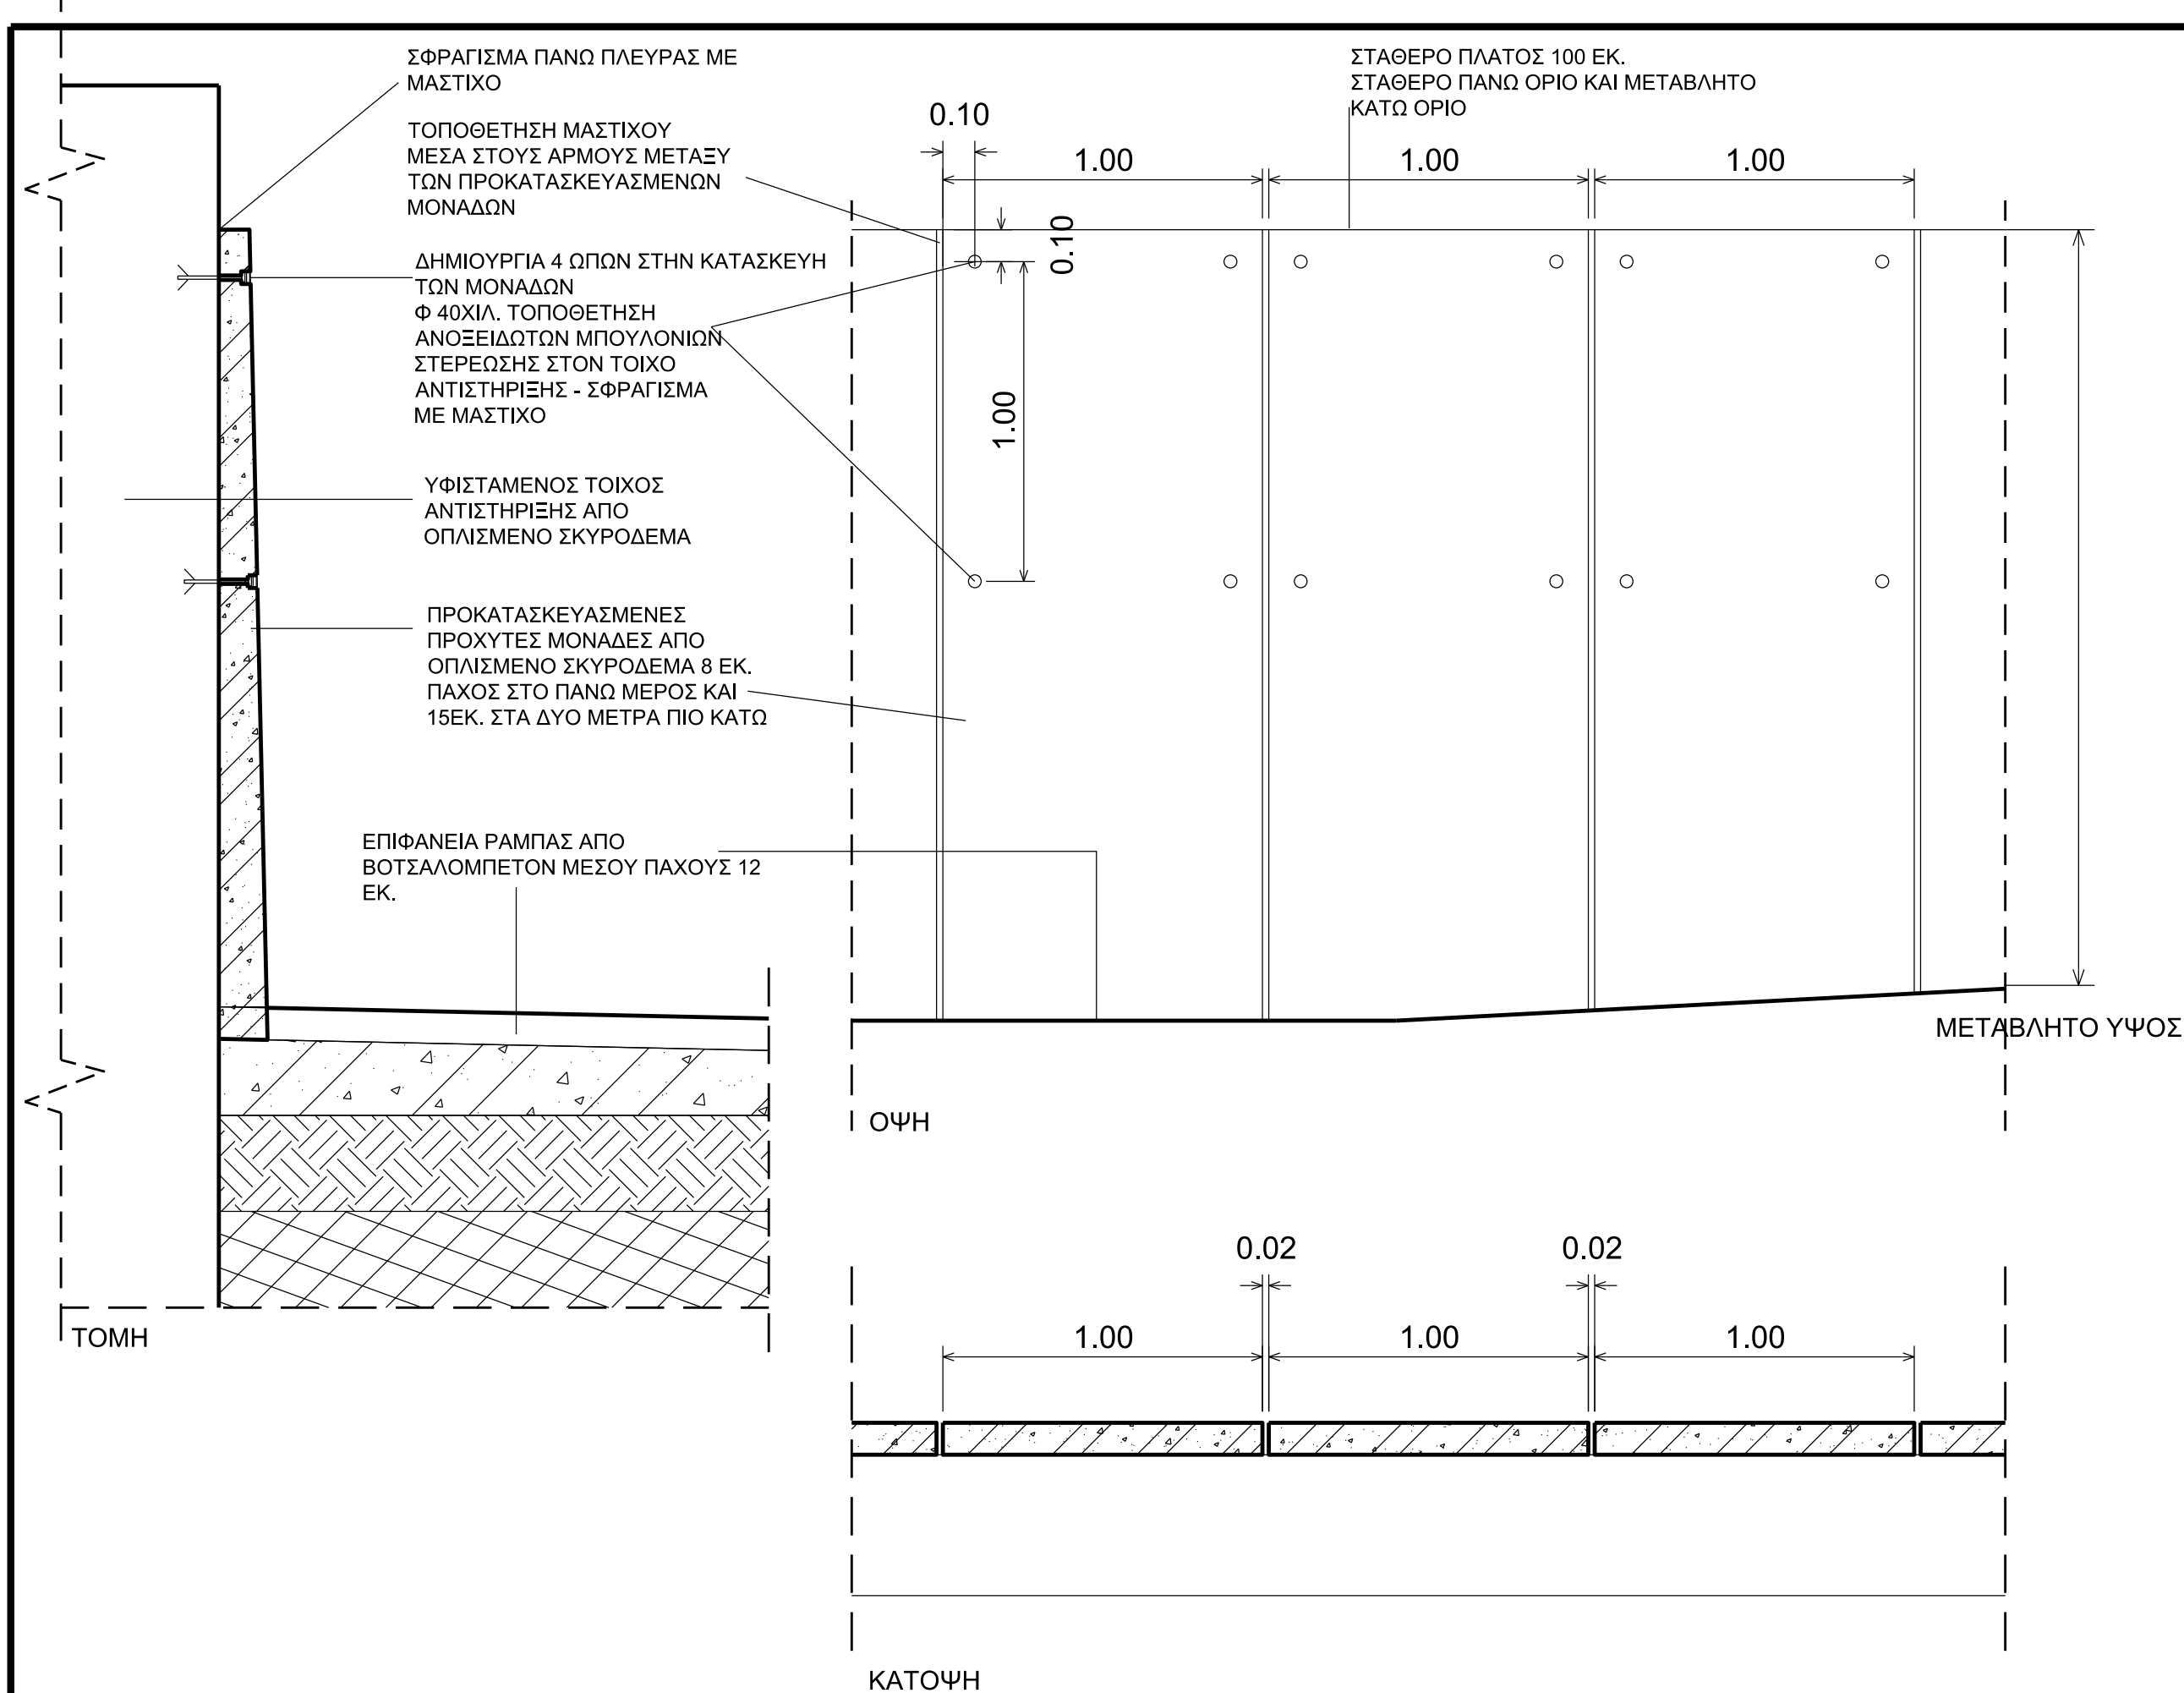 ΣΦΡΑΓΙΣΜΑ ΠΑΝΩ ΠΛΕΥΡΑΣ ΜΕ
ΜΑΣΤΙΧΟ
ΤΟΠΟΘΕΤΗΣΗ ΜΑΣΤΙΧΟΥ
ΜΕΣΑ ΣΤΟΥΣ ΑΡΜΟΥΣ ΜΕΤΑΞΥ
ΤΩΝ ΠΡΟΚΑΤΑΣΚΕΥΑΣΜΕΝΩΝ
ΜΟΝΑΔΩΝ
ΔΗΜΙΟΥΡΓΙΑ 4 ΩΠΩΝ ΣΤΗΝ ΚΑΤΑΣΚΕΥΗ
ΤΩΝ ΜΟΝΑΔΩΝ
Φ 40ΧΙΛ. ΤΟΠΟΘΕΤΗΣΗ
ΑΝΟΞΕΙΔΩΤΩΝ ΜΠΟΥΛΟΝΙΩΝ
ΣΤΕΡΕΩΣΗΣ ΣΤΟΝ ΤΟΙΧΟ
ΑΝΤΙΣΤΗΡΙΞΗΣ - ΣΦΡΑΓΙΣΜΑ
ΜΕ ΜΑΣΤΙΧΟ
ΥΦΙΣΤΑΜΕΝΟΣ ΤΟΙΧΟΣ
ΑΝΤΙΣΤΗΡΙΞΗΣ ΑΠΟ
ΟΠΛΙΣΜΕΝΟ ΣΚΥΡΟΔΕΜΑ
ΠΡΟΚΑΤΑΣΚΕΥΑΣΜΕΝΕΣ
ΠΡΟΧΥΤΕΣ ΜΟΝΑΔΕΣ ΑΠΟ
ΟΠΛΙΣΜΕΝΟ ΣΚΥΡΟΔΕΜΑ 8 ΕΚ.
ΠΑΧΟΣ ΣΤΟ ΠΑΝΩ ΜΕΡΟΣ ΚΑΙ
15ΕΚ. ΣΤΑ ΔΥΟ ΜΕΤΡΑ ΠΙΟ ΚΑΤΩ
ΕΠΙΦΑΝΕΙΑ ΡΑΜΠΑΣ ΑΠΟ
ΒΟΤΣΑΛΟΜΠΕΤΟΝ ΜΕΣΟΥ ΠΑΧΟΥΣ 12
ΕΚ.
ΤΟΜΗ
ΣΤΑΘΕΡΟ ΠΛΑΤΟΣ 100 ΕΚ.
ΣΤΑΘΕΡΟ ΠΑΝΩ ΟΡΙΟ ΚΑΙ ΜΕΤΑΒΛΗΤΟ
ΚΑΤΩ ΟΡΙΟ
0.10
1.00 1.00 1.00
0.10
1.00
ΜΕΤΑΒΛΗΤΟ ΥΨΟΣ
ΟΨΗ
0.02 0.02
1.00 1.00 1.00
ΚΑΤΟΨΗ